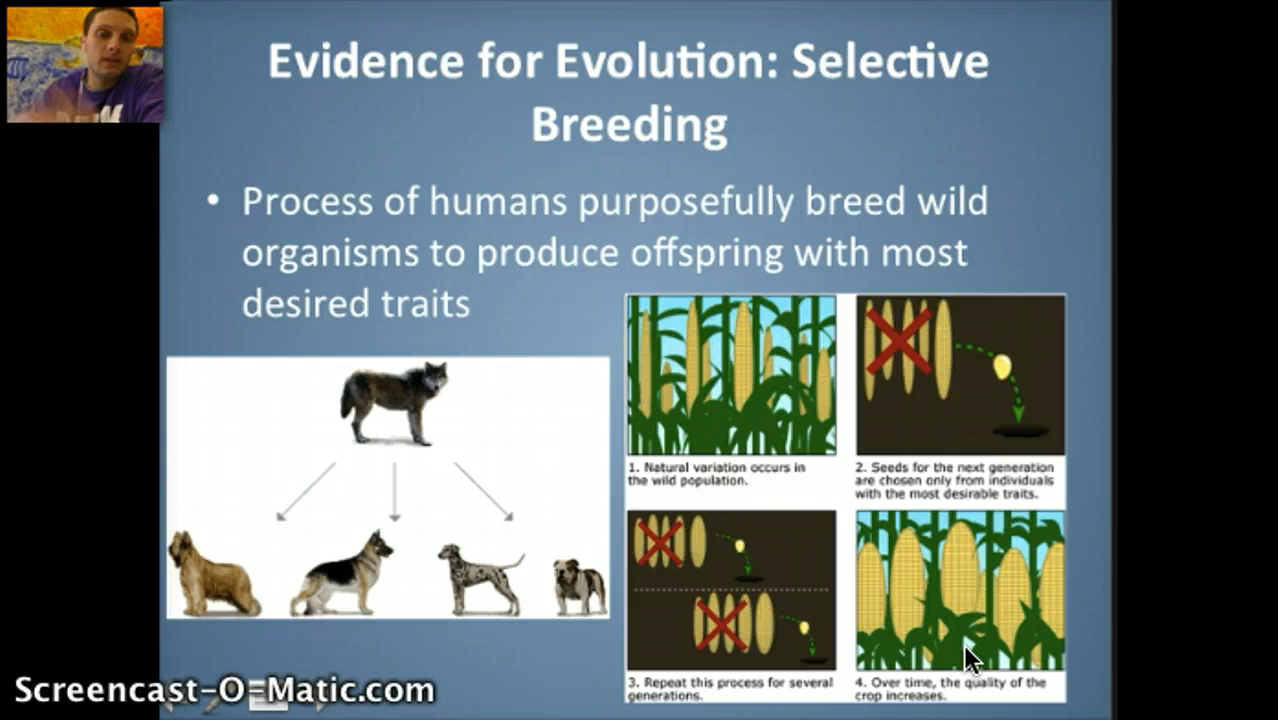 Evidence for Evolution: Selective
Breeding
• Process of humans purposefully breed wild
organisms to produce offspring with most
desired traits
1. Natural variation occurs in
the wild population.
2. Seeds for the next generation
are chosen only from individuals
with the most desirable traits.
3. Repeat this process for several
generations.
4. Over time, the quality of the
crop increases.
Screencast-O-Matic.com